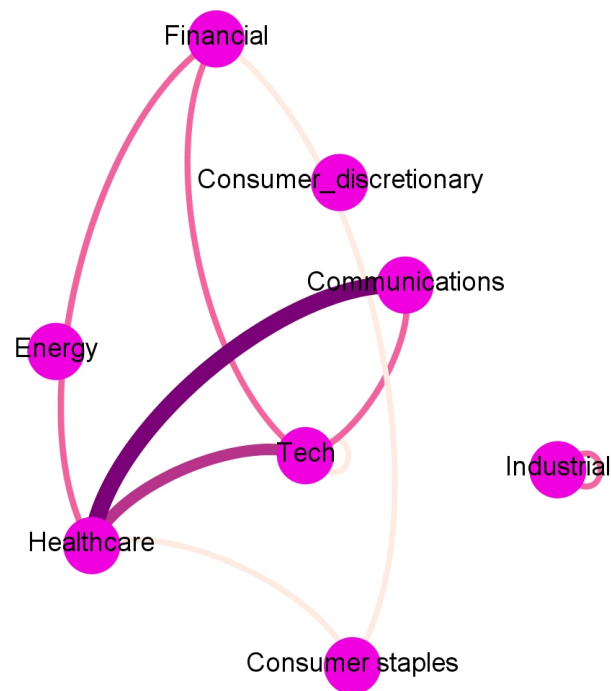 Financial
Consumer_discretionary
Communications
Energy
Tech
Industrial
Healthcare
Consumer staples